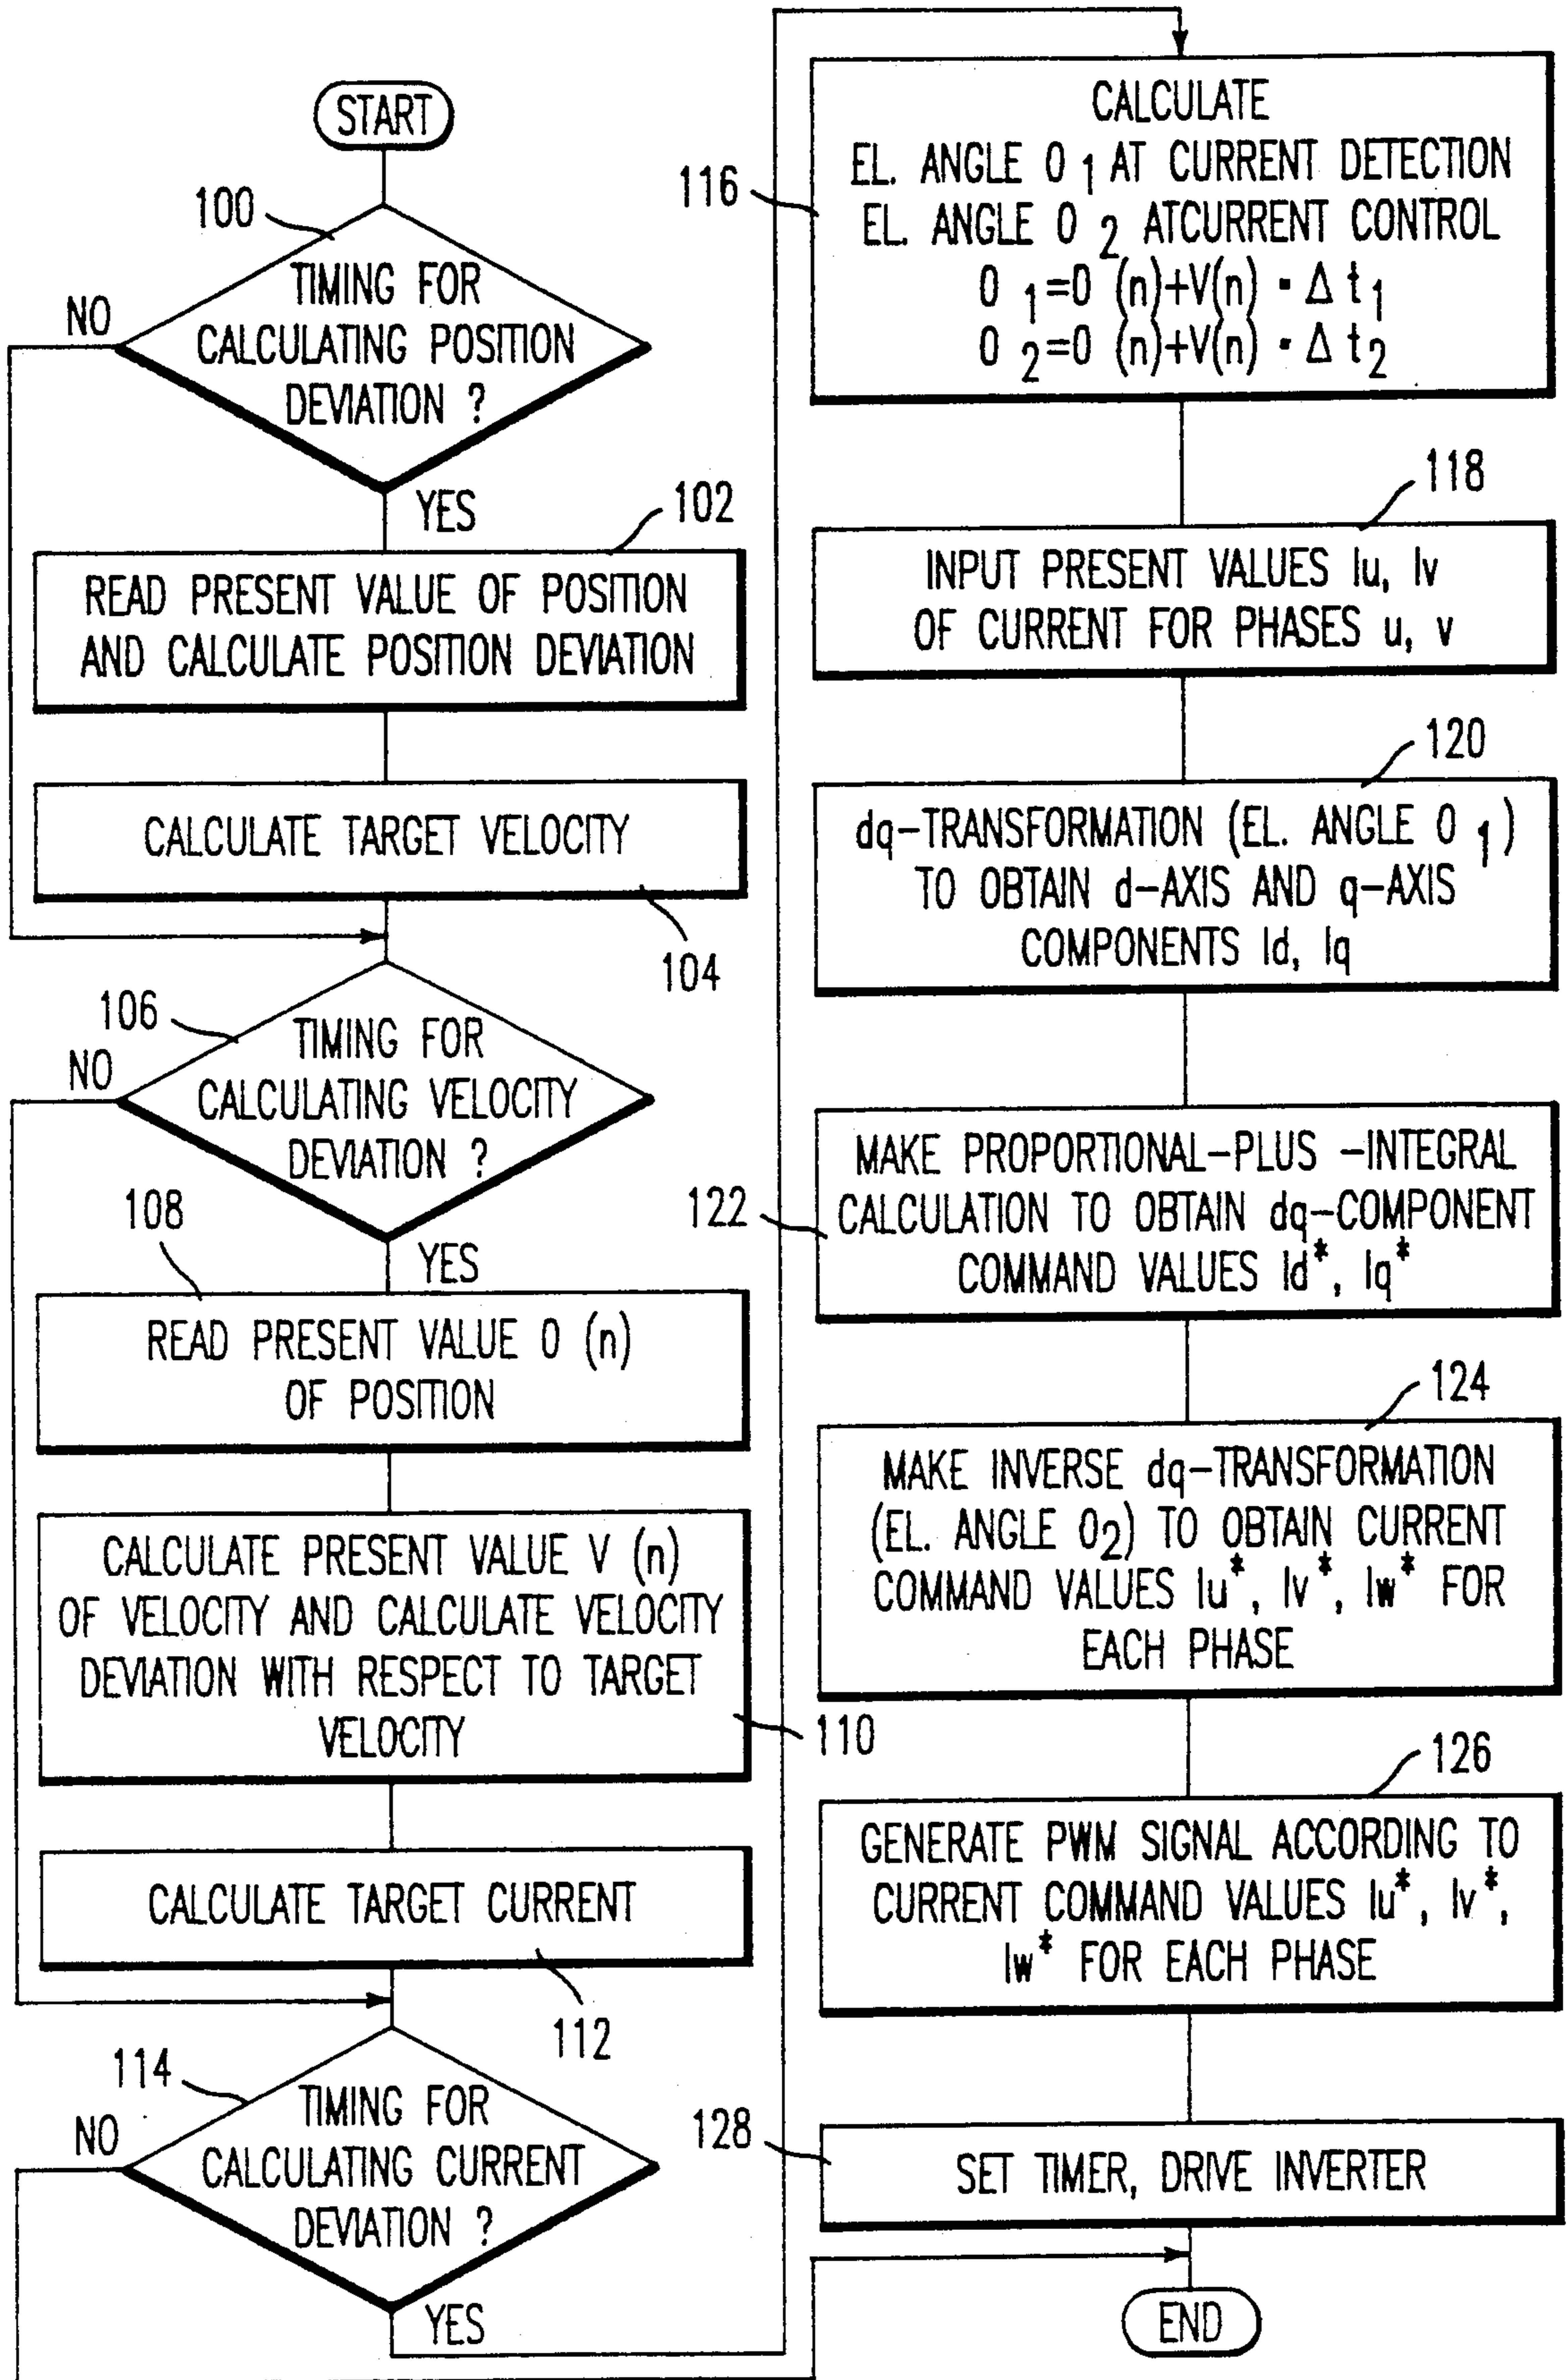 START
100
TIMING FOR
CALCULATING POSITION
DEVIATION ?
NO
YES
102
READ PRESENT VALUE OF POSITION
AND CALCULATE POSITION DEVIATION
CALCULATE TARGET VELOCITY
104
106
TIMING FOR
CALCULATING VELOCITY
DEVIATION ?
NO
YES
108
READ PRESENT VALUE 0 (n)
OF POSITION
CALCULATE PRESENT VALUE V (n)
OF VELOCITY AND CALCULATE VELOCITY
DEVIATION WITH RESPECT TO TARGET
VELOCITY
110
CALCULATE TARGET CURRENT
112
114
TIMING FOR
CALCULATING CURRENT
DEVIATION ?
NO
YES
116
CALCULATE
EL. ANGLE 0 1 AT CURRENT DETECTION
EL. ANGLE 0 2 ATCURRENT CONTROL
0 1=0 (n)+V(n) · Δ t1
0 2=0 (n)+V(n) · Δ t2
118
INPUT PRESENT VALUES Iu, Iv
OF CURRENT FOR PHASES u, v
120
dq-TRANSFORMATION (EL. ANGLE 0 1)
TO OBTAIN d-AXIS AND q-AXIS
COMPONENTS Id, Iq
122
MAKE PROPORTIONAL-PLUS -INTEGRAL
CALCULATION TO OBTAIN dq-COMPONENT
COMMAND VALUES Id*, Iq*
124
MAKE INVERSE dq-TRANSFORMATION
(EL. ANGLE 02) TO OBTAIN CURRENT
COMMAND VALUES Iu*, Iv*, Iw* FOR
EACH PHASE
126
GENERATE PWM SIGNAL ACCORDING TO
CURRENT COMMAND VALUES Iu*, Iv*,
Iw* FOR EACH PHASE
128
SET TIMER, DRIVE INVERTER
END